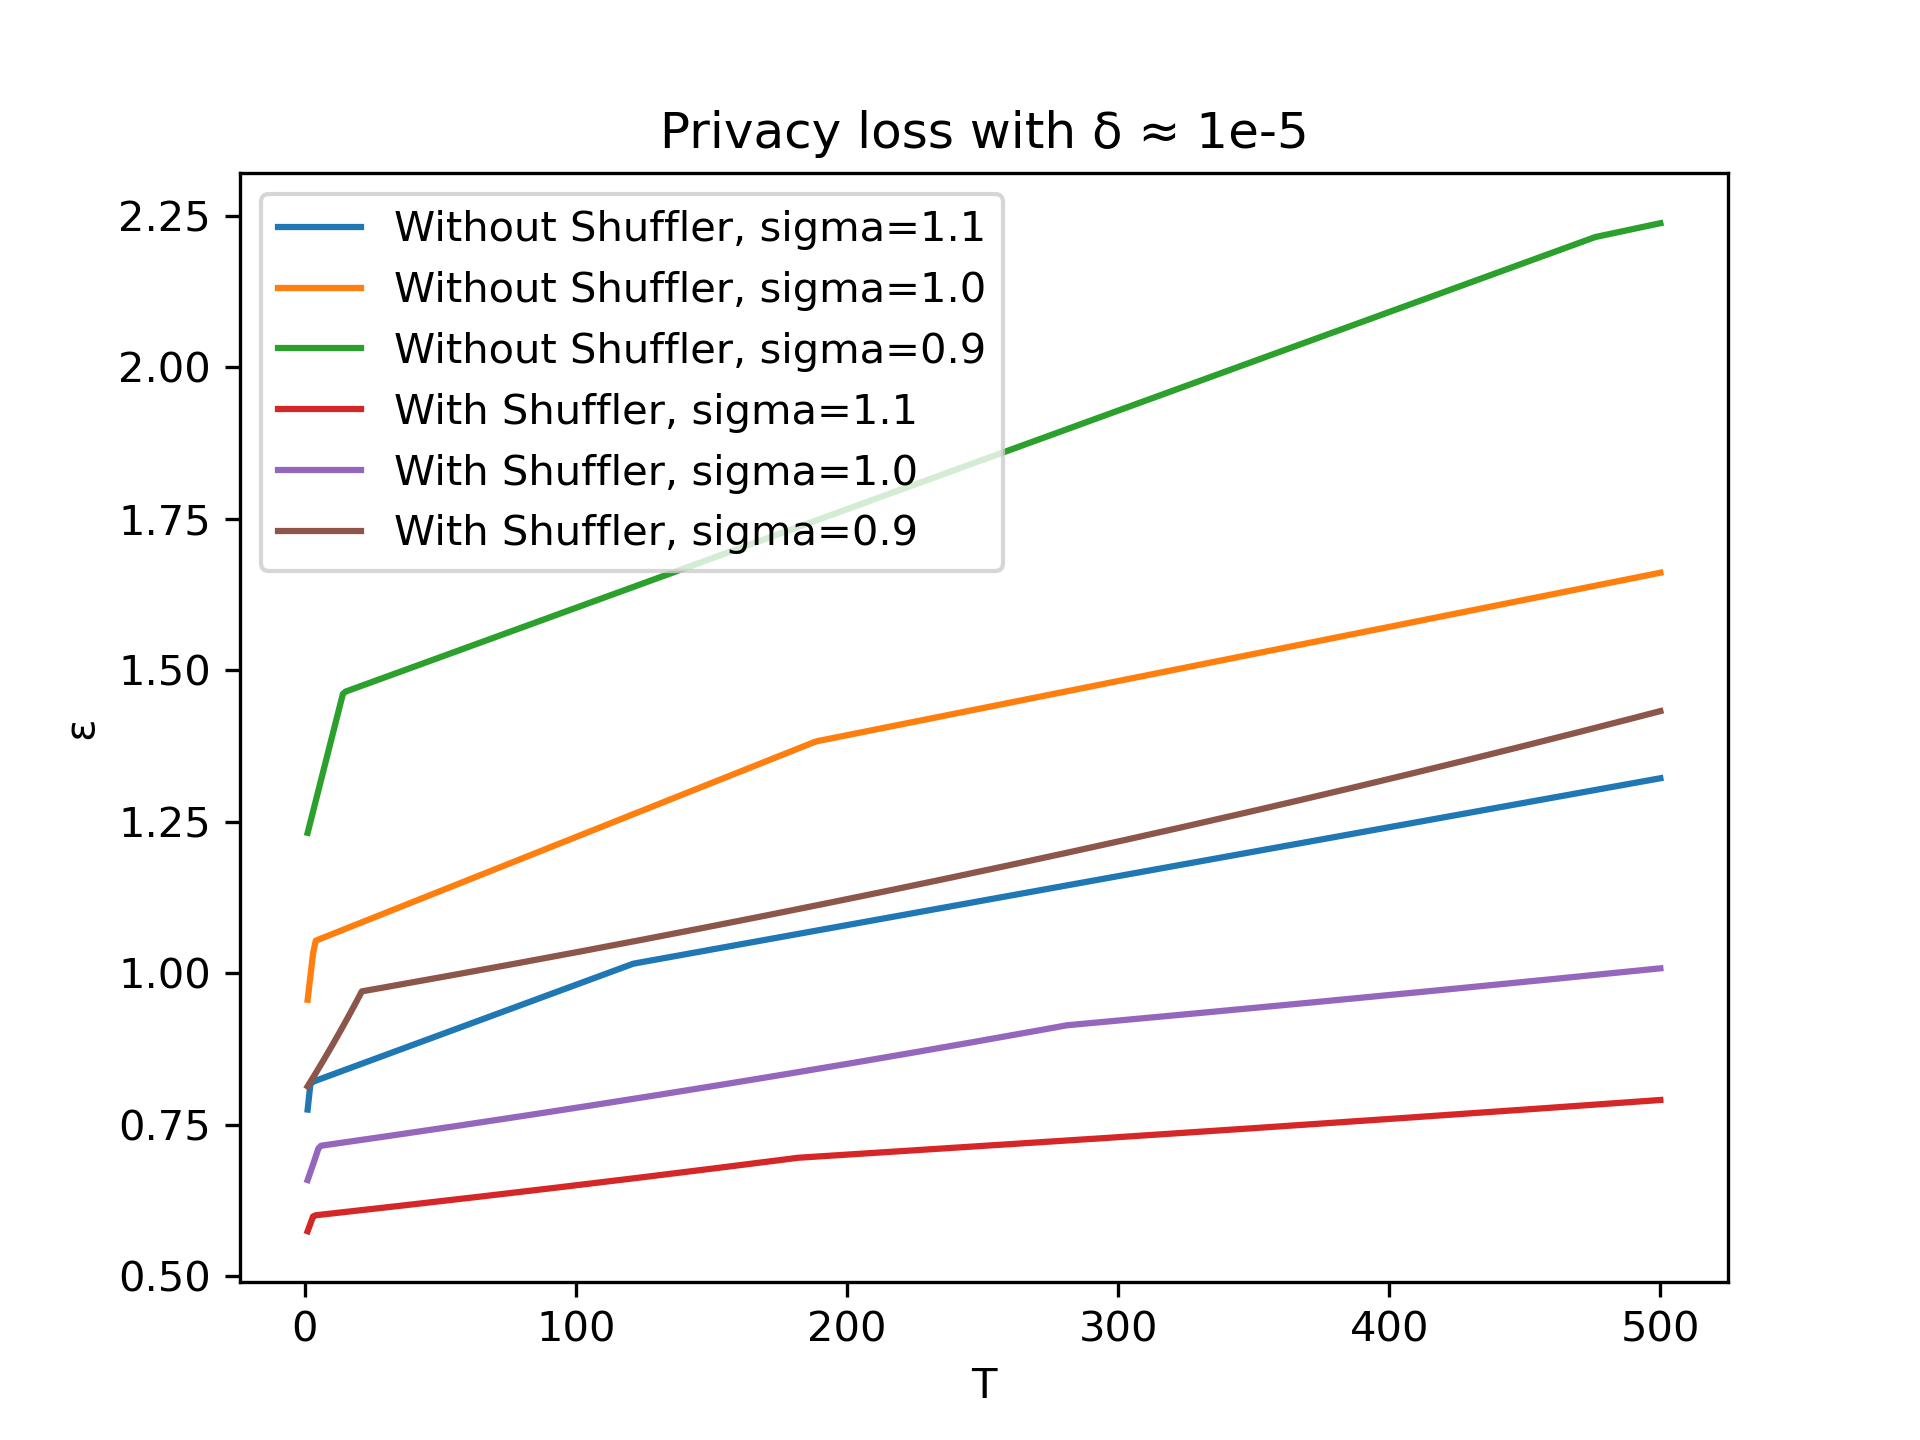 Privacy loss with δ ≈ 1e-5
Without Shuffler, sigma=1.1
Without Shuffler, sigma=1.0
Without Shuffler, sigma=0.9
With Shuffler, sigma=1.1
With Shuffler, sigma=1.0
With Shuffler, sigma=0.9
2.25
2.00
1.75
1.50
1.25
1.00
0.75
0.50
ε
0 100 200 300 400 500
T